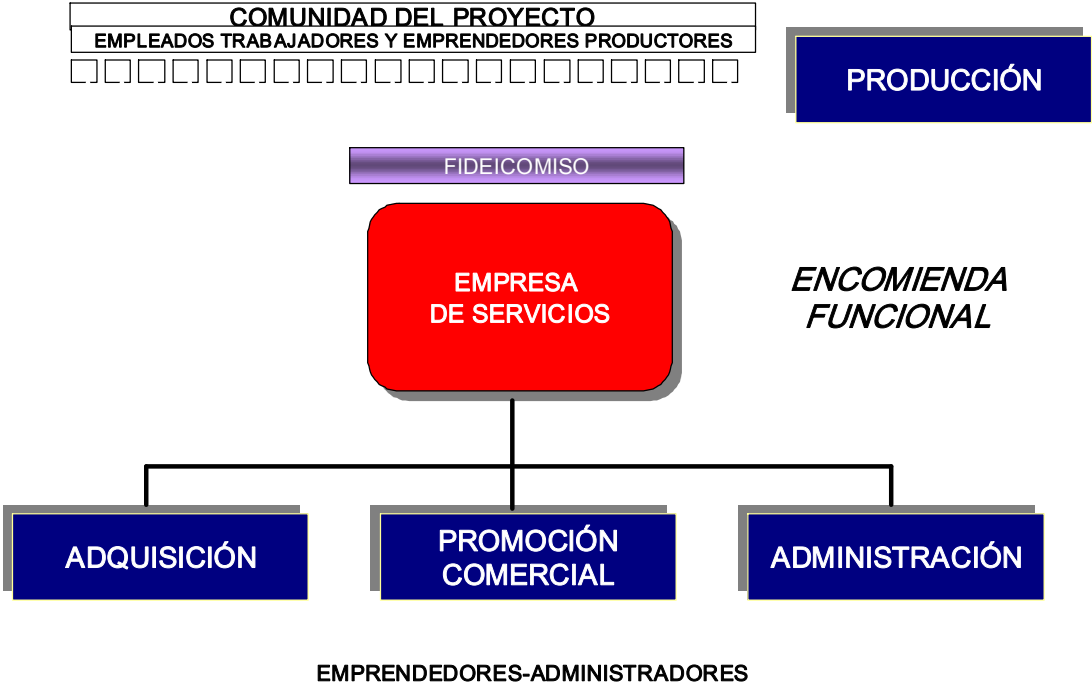 COMUNIDAD DEL PROYECTO
EMPLEADOS TRABAJADORES Y EMPRENDEDORES PRODUCTORES
PRODUCCIÓN
FIDEICOMISO
EMPRESA
DE SERVICIOS
ENCOMIENDA
FUNCIONAL
ADQUISICIÓN
PROMOCIÓN
COMERCIAL
ADMINISTRACIÓN
EMPRENDEDORES-ADMINISTRADORES